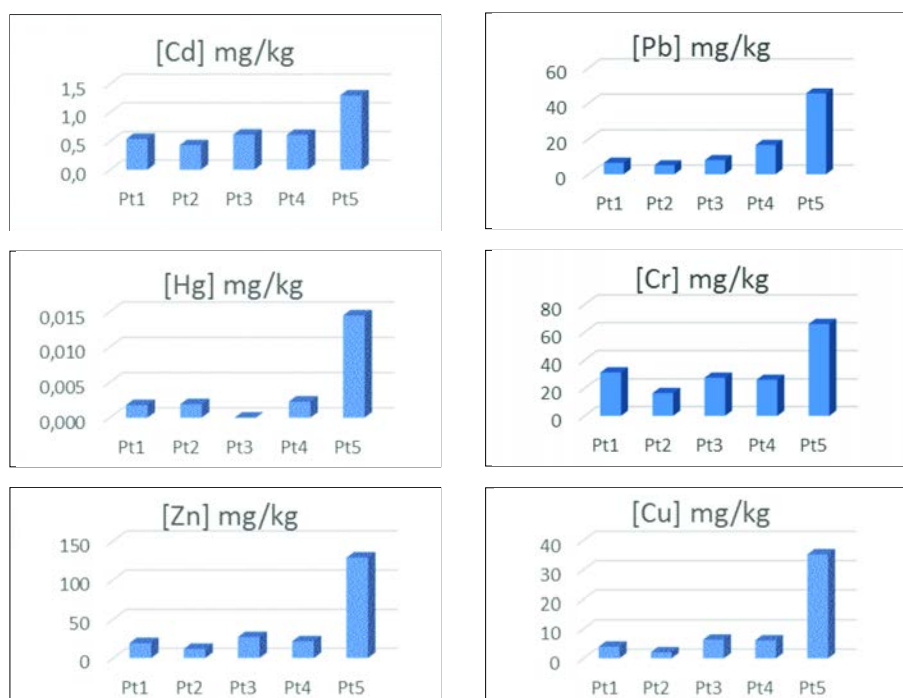 [Cd] mg/kg
1,5
1,0
0,5
0,0
Pt1 Pt2 Pt3 Pt4 Pt5
[Pb] mg/kg
60
40
20
0
Pt1 Pt2 Pt3 Pt4 Pt5
[Hg] mg/kg
0,015
0,010
0,005
0,000
Pt1 Pt2 Pt3 Pt4 Pt5
[Cr] mg/kg
80
60
40
20
0
Pt1 Pt2 Pt3 Pt4 Pt5
[Zn] mg/kg
150
100
50
0
Pt1 Pt2 Pt3 Pt4 Pt5
[Cu] mg/kg
40
30
20
10
0
Pt1 Pt2 Pt3 Pt4 Pt5